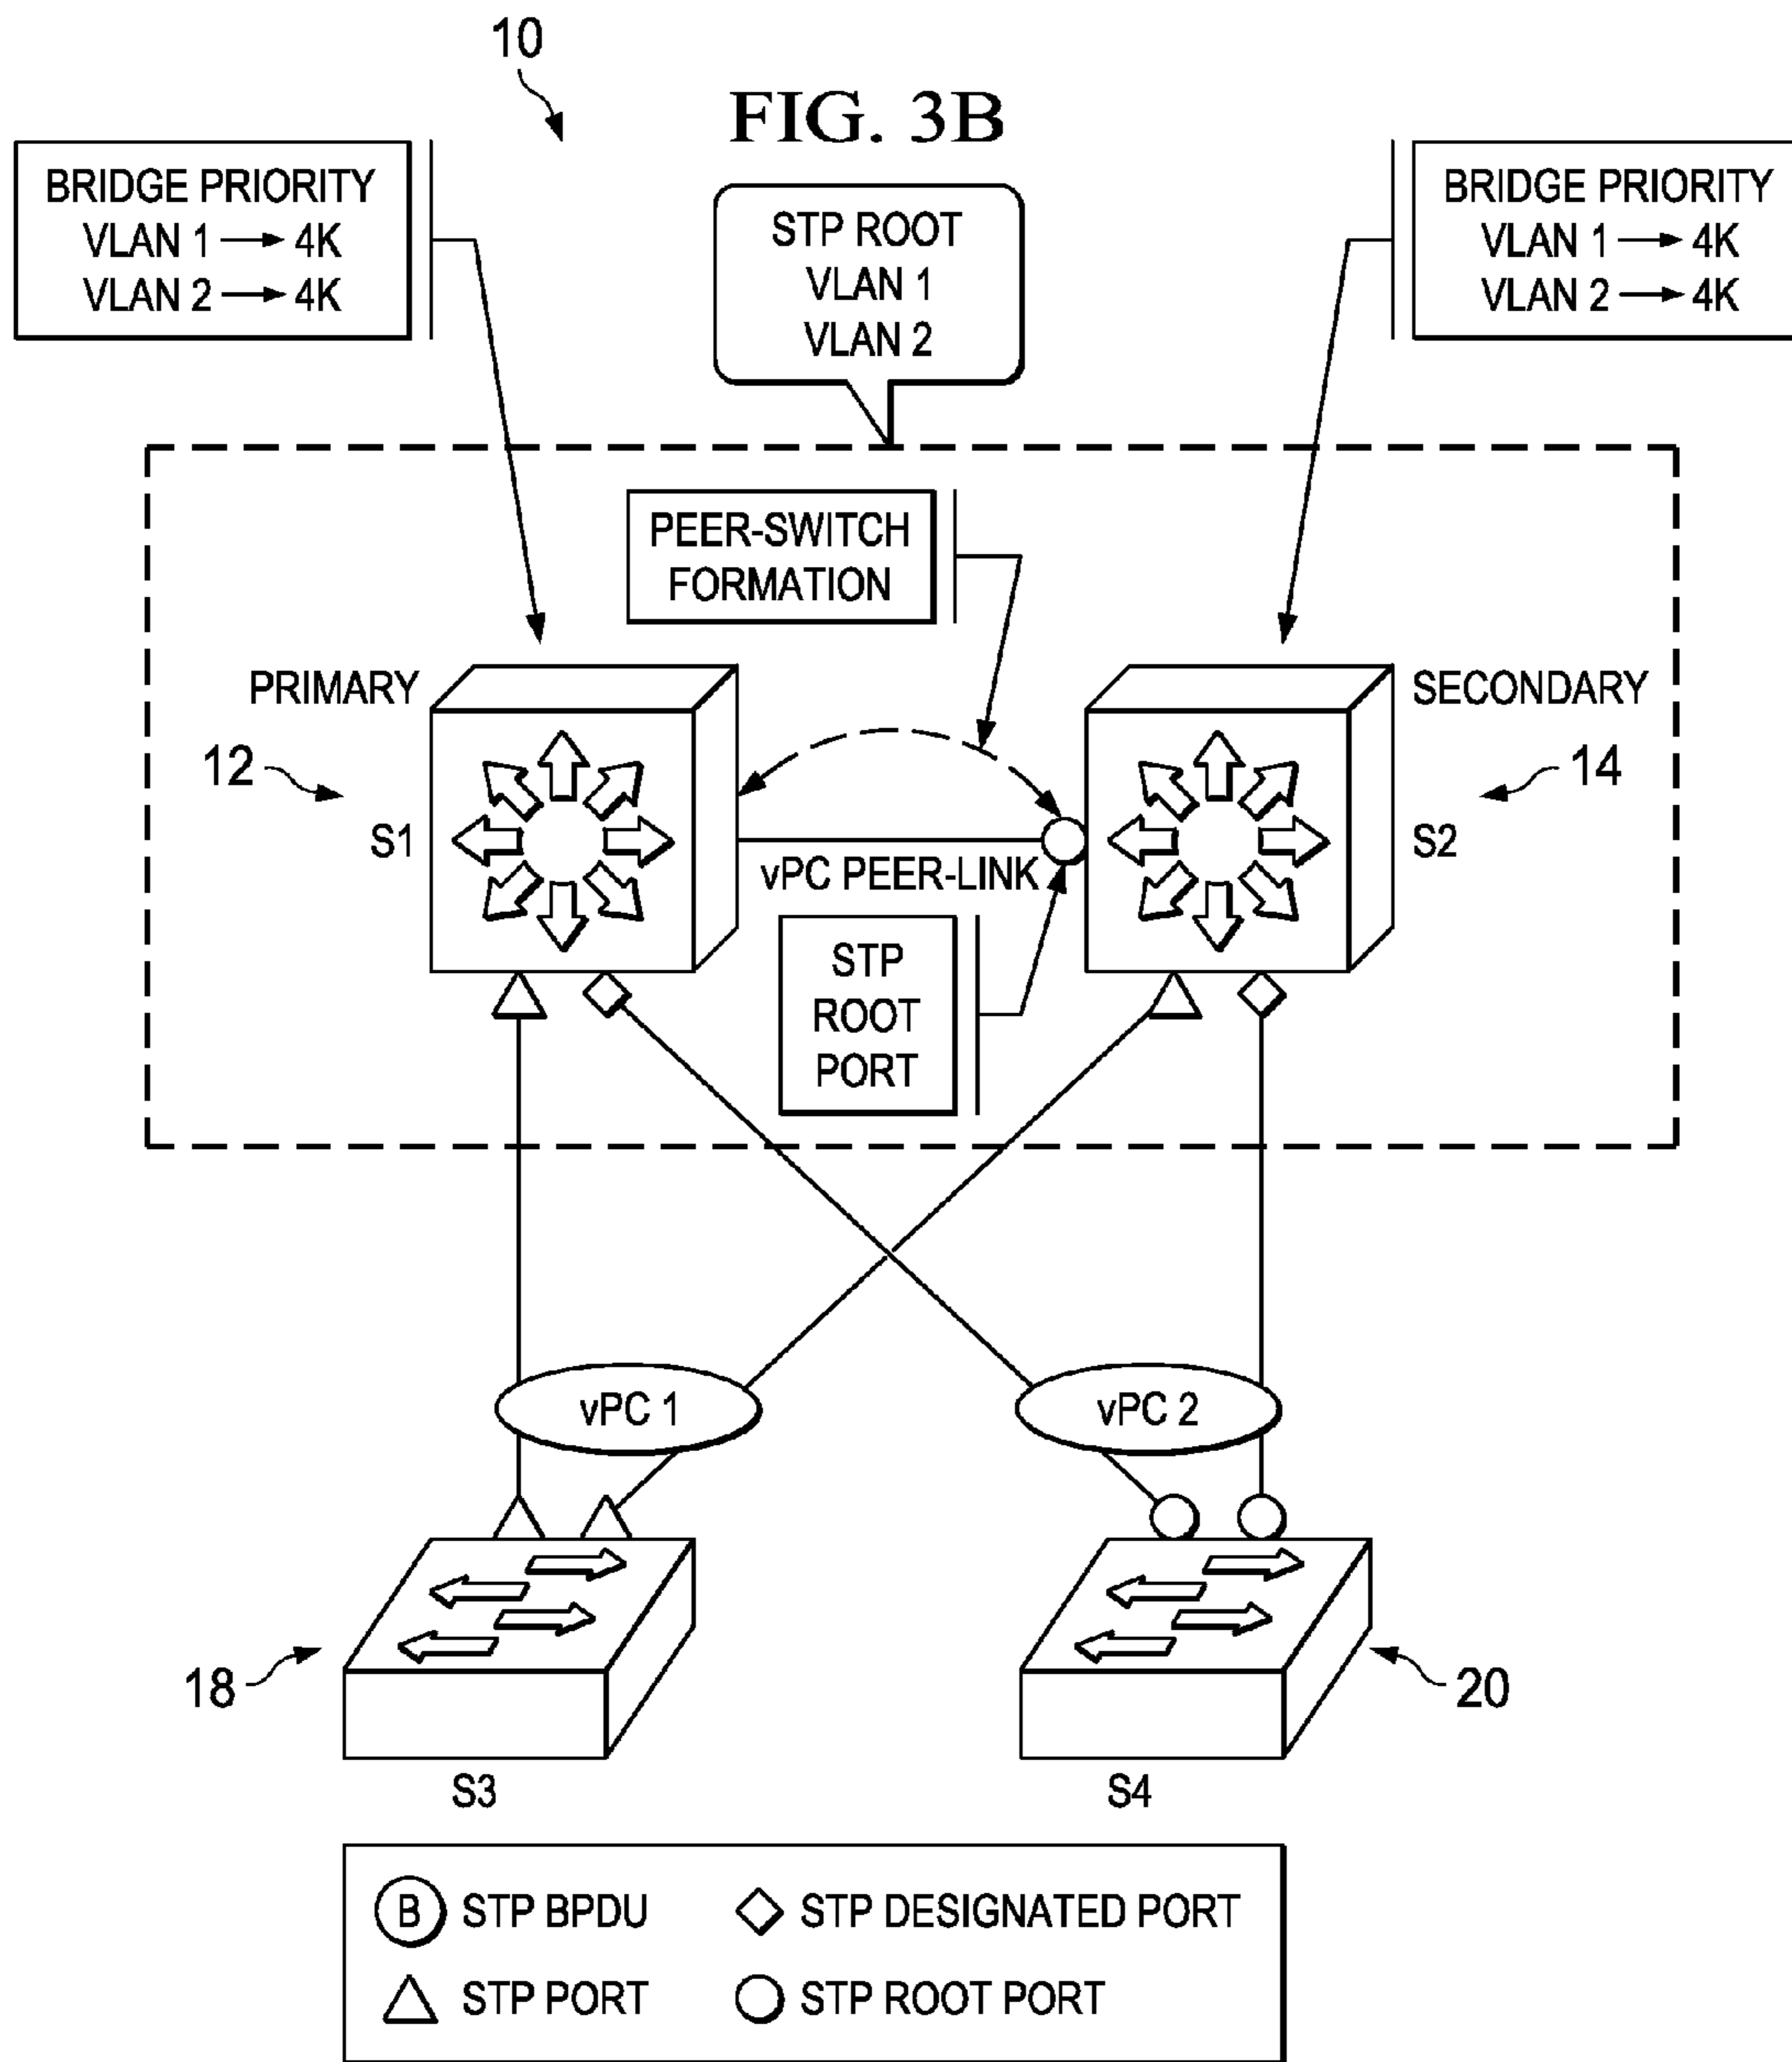 10
FIG. 3B
BRIDGE PRIORITY
VLAN 1 → 4K
VLAN 2 → 4K
STP ROOT
VLAN 1
VLAN 2
BRIDGE PRIORITY
VLAN 1 → 4K
VLAN 2 → 4K
PEER-SWITCH
FORMATION
PRIMARY
SECONDARY
12
14
S1
S2
vPC PEER-LINK
STP
ROOT
PORT
vPC 1
vPC 2
18
20
S3
S4
B STP BPDU
STP DESIGNATED PORT
STP PORT
STP ROOT PORT